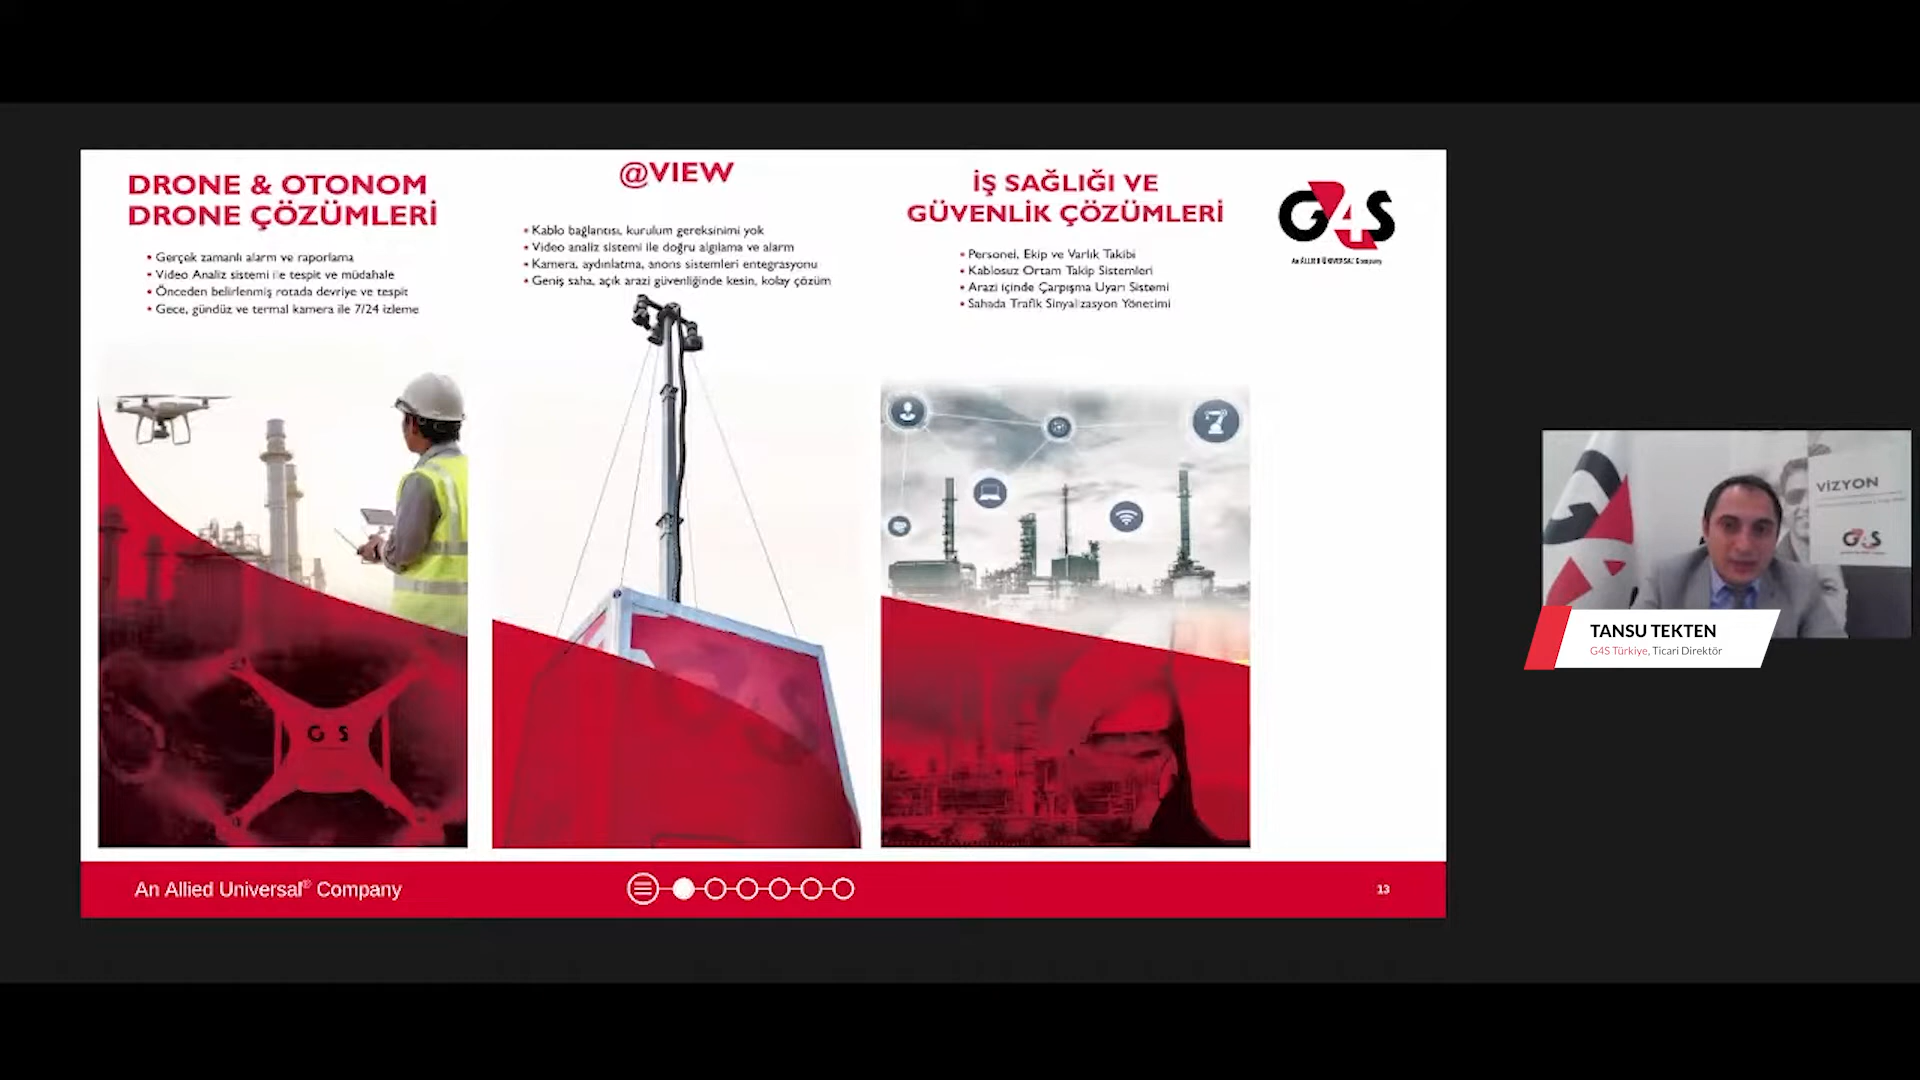 DRONE & OTONOM
DRONE ÇÖZÜMLERİ
• Gerçek zamanlı alarm ve raporlama
• Video Analiz sistemi ile tespit ve müdahale
• Önceden belirlenmiş rotada devriye ve tespit
• Gece, gündüz ve termal kamera ile 7/24 izleme
@VIEW
• Kablo bağlantısı, kurulum gereksinimi yok
• Video analiz sistemi ile doğru algılama ve alarm
• Kamera, aydınlatma, anons sistemleri entegrasyonu
• Geniş saha, açık arazi güvenliğinde kesin, kolay çözüm
İŞ SAĞLIĞI VE
GÜVENLİK ÇÖZÜMLERİ
• Personel, Ekip ve Varlık Takibi
• Kablosuz Ortam Takip Sistemleri
• Arazi içinde Çarpışma Uyarı Sistemi
• Sahada Trafik Sinyalizasyon Yönetimi
G4S
An ALLIED UNIVERSAL Company
G S
An Allied Universal® Company
13
VİZYON
G4S
TANSU TEKTEN
G4S Türkiye, Ticari Direktör